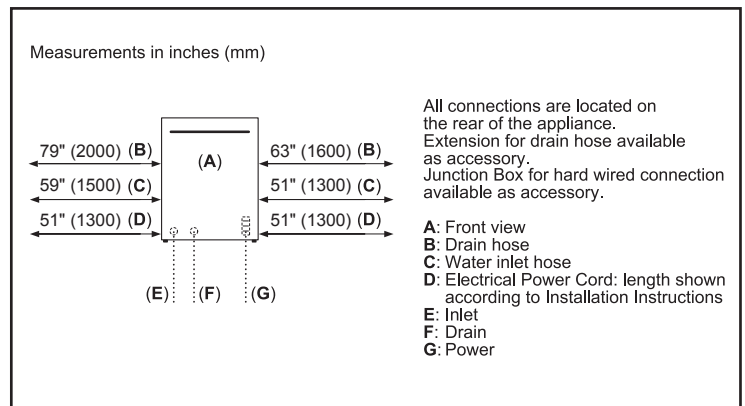 Measurements in inches (mm)
79" (2000) (B)
(A)
63" (1600) (B)
59" (1500) (C)
51" (1300) (C)
51" (1300) (D)
51" (1300) (D)
(E)
(F)
(G)
All connections are located on
the rear of the appliance.
Extension for drain hose available
as accessory.
Junction Box for hard wired connection
available as accessory.
A: Front view
B: Drain hose
C: Water inlet hose
D: Electrical Power Cord: length shown
according to Installation Instructions
E: Inlet
F: Drain
G: Power